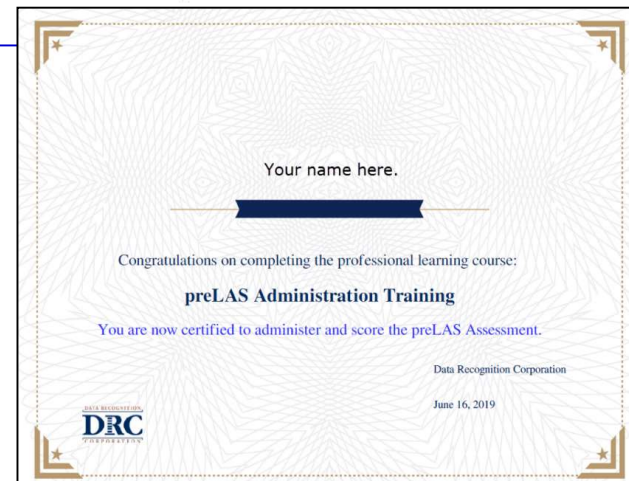 Your name here.
Congratulations on completing the professional learning course:
preLAS Administration Training
You are now certified to administer and score the preLAS Assessment.
Data Recognition Corporation
June 16, 2019
DATA RECOGNITION
DRC
CORPORATION